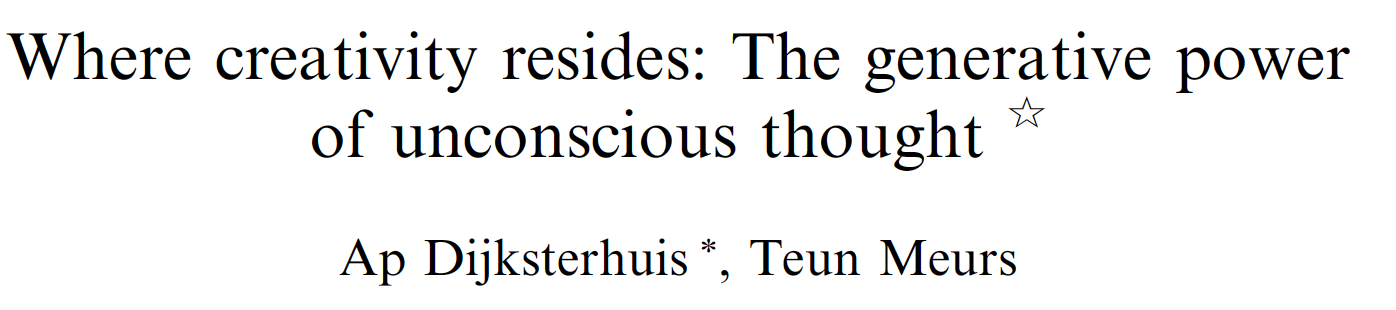 Where creativity resides: The generative power
of unconscious thought ☆
Ap Dijksterhuis *, Teun Meurs